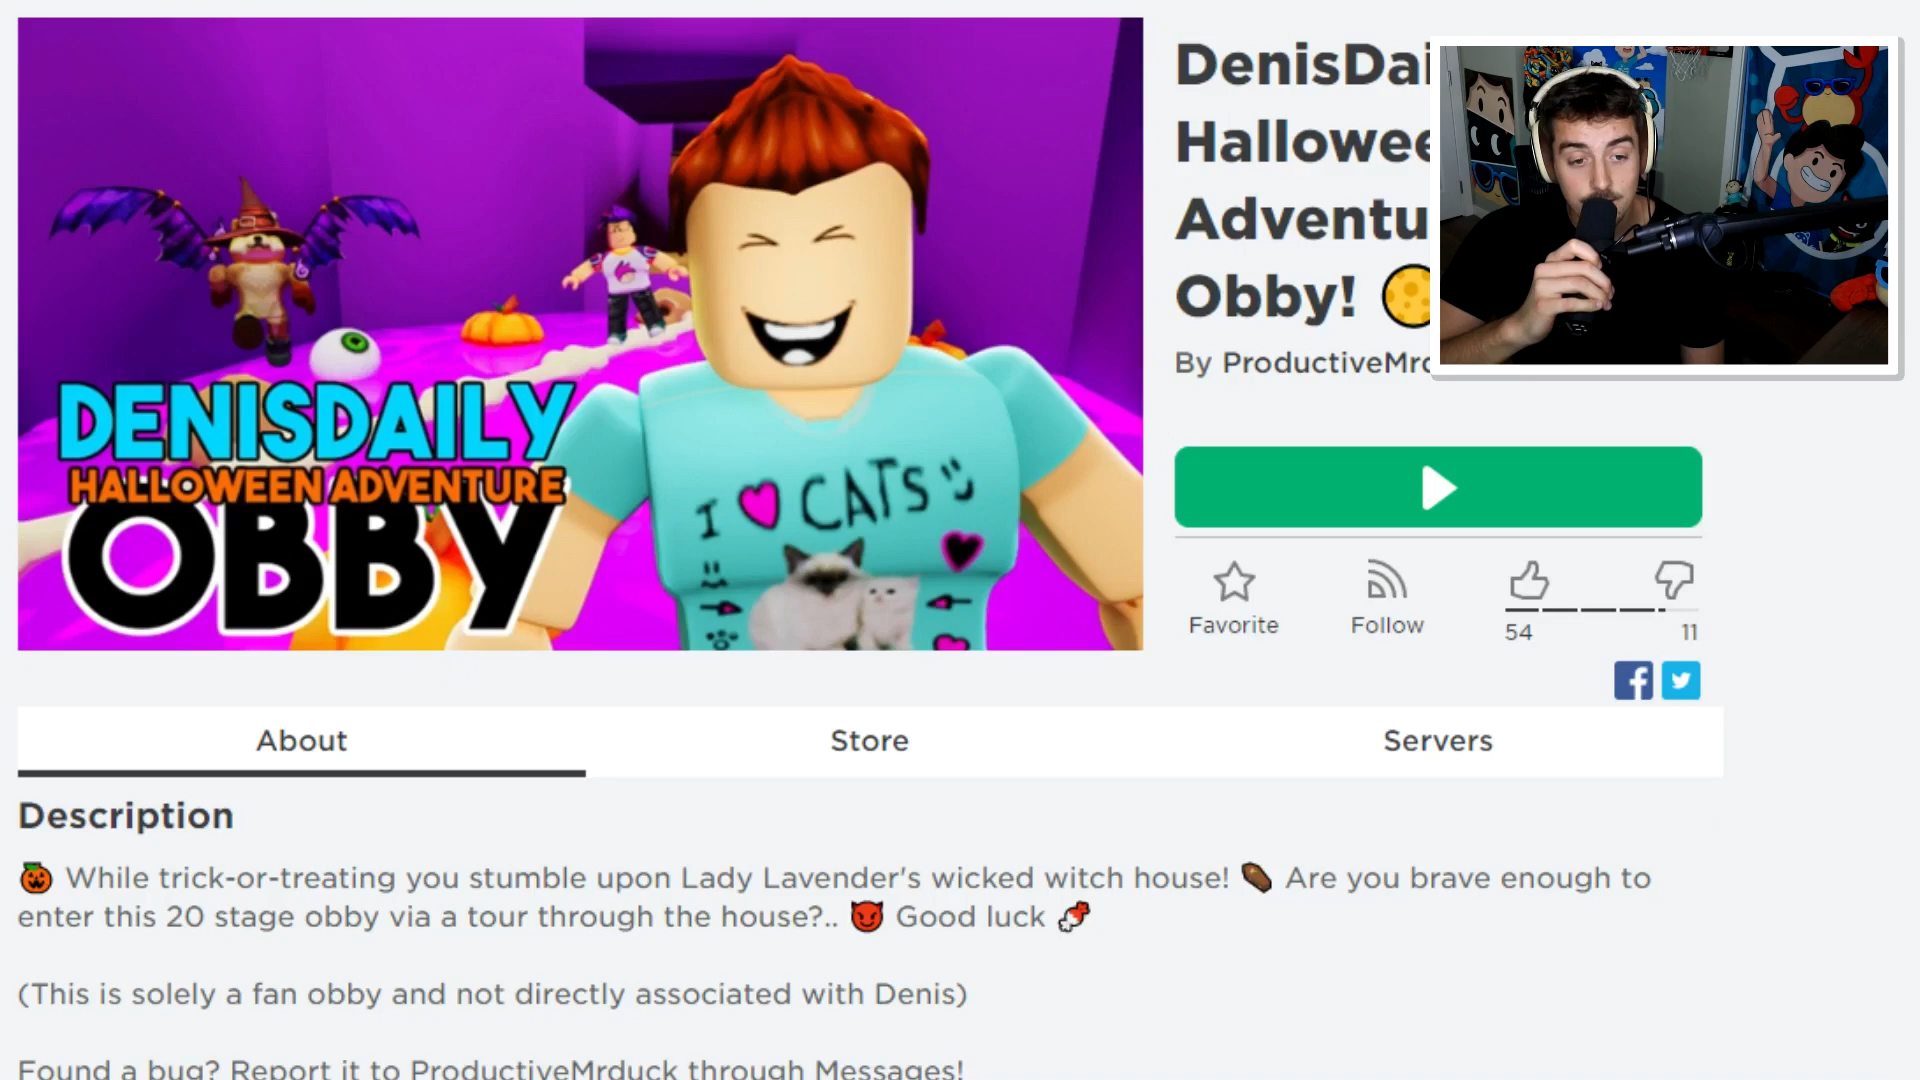 DenisDai
Hallowee
Adventu
Obby!
By ProductiveMrd
DENISDAILY
HALLOWEEN ADVENTURE
OBBY
I CATS
Favorite
Follow
54
11
About
Store
Servers
Description
While trick-or-treating you stumble upon Lady Lavender's wicked witch house! Are you brave enough to
enter this 20 stage obby via a tour through the house?.. Good luck
(This is solely a fan obby and not directly associated with Denis)
Found a bug? Report it to ProductiveMrduck through Messages!